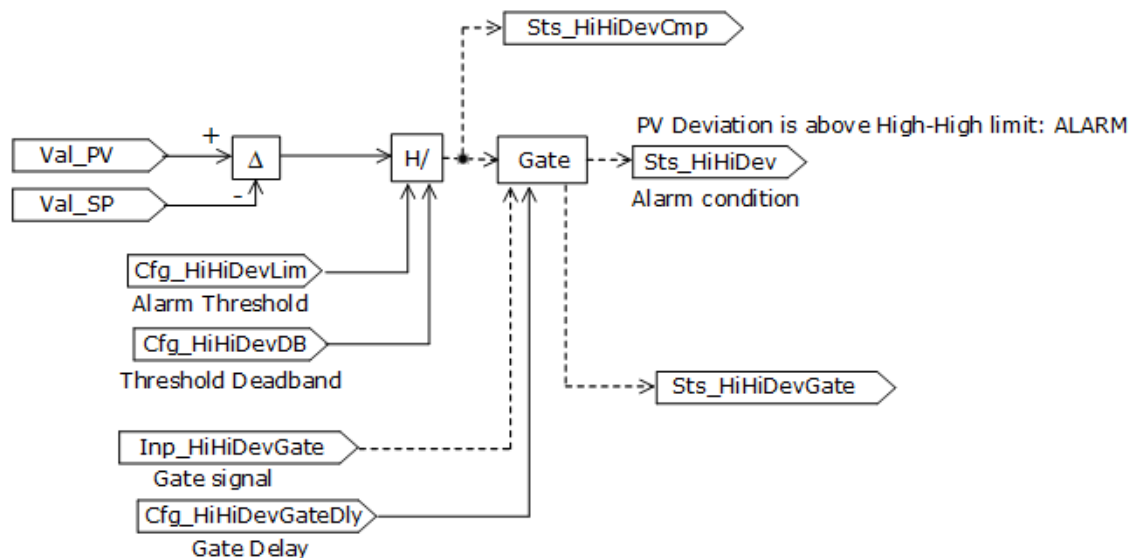 Sts_HiHiDevCmp
PV Deviation is above High-High limit: ALARM
+
Val_PV
Δ
H/
Gate
Sts_HiHiDev
-
Val_SP
Alarm condition
Cfg_HiHiDevLim
Alarm Threshold
Cfg_HiHiDevDB
Threshold Deadband
Sts_HiHiDevGate
Inp_HiHiDevGate
Gate signal
Cfg_HiHiDevGateDly
Gate Delay